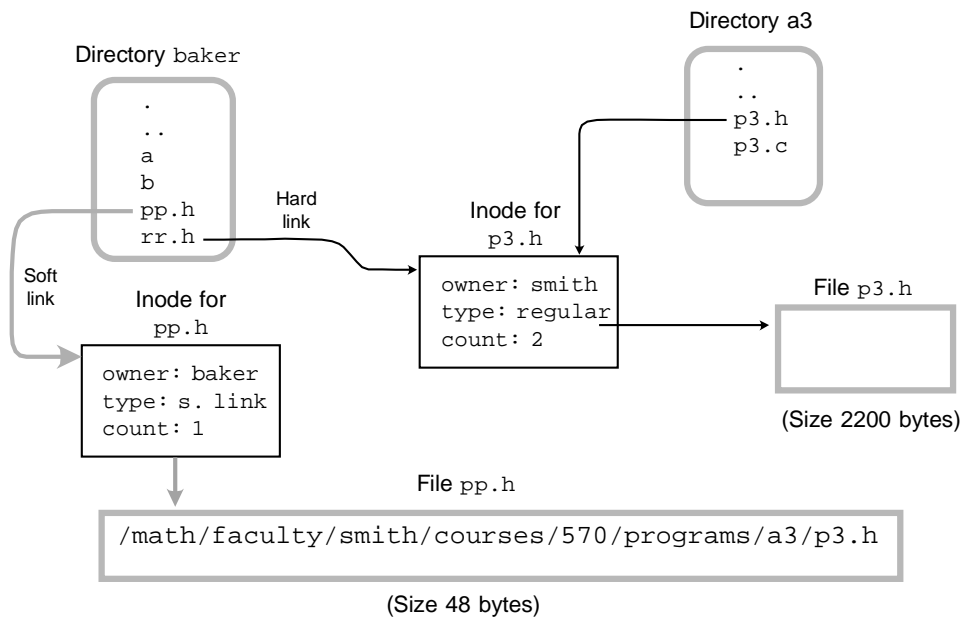 Directory baker
.
..
a
b
pp.h
rr.h
Directory a3
.
..
p3.h
p3.c
Hard
link
Soft
link
Inode for
p3.h
owner: smith
type: regular
count: 2
File p3.h
(Size 2200 bytes)
Inode for
pp.h
owner: baker
type: s. link
count: 1
File pp.h
/math/faculty/smith/courses/570/programs/a3/p3.h
(Size 48 bytes)